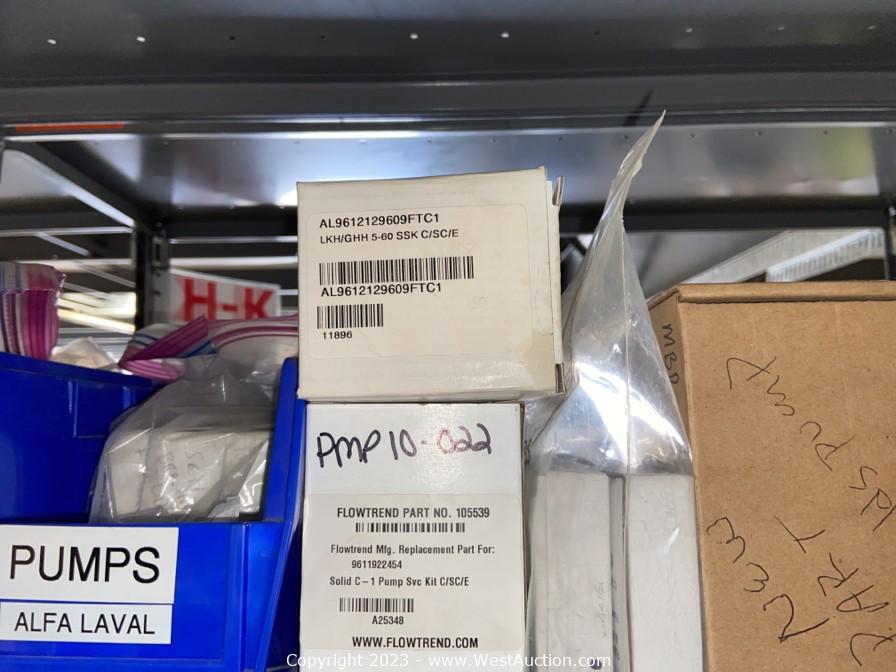 H-K
AL9612129609FTC1
LKH/GHH 5-60 SSK C/SC/E
AL9612129609FTC1
11896
PMP10-022
FLOWTREND PART NO. 105539
Flowtrend Mfg. Replacement Part For:
9611922454
Solid C – 1 Pump Svc Kit C/SC/E
A25348
WWW.FLOWTREND.COM
PUMPS
ALFA LAVAL
Copyright 2023 - www.WestAuction.com